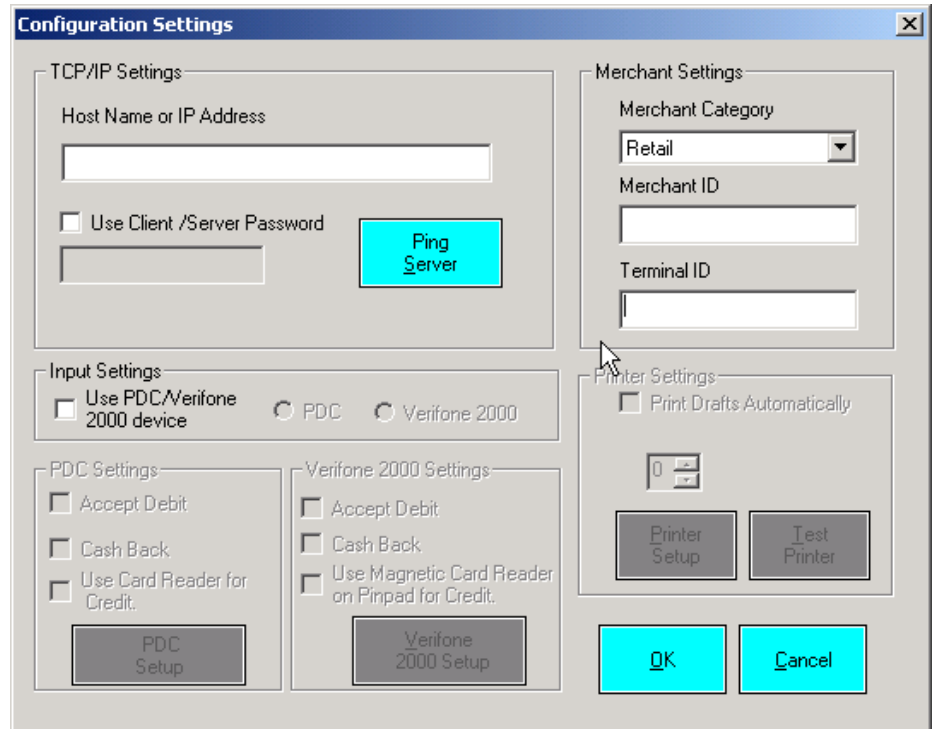 Configuration Settings
TCP/IP Settings
Host Name or IP Address
Use Client /Server Password
Ping
Server
Merchant Settings
Merchant Category
Retail
Merchant ID
Terminal ID
Input Settings
Use PDC/Verifone
2000 device
PDC
Verifone 2000
Printer Settings
Print Drafts Automatically
0
Printer
Setup
Test
Printer
PDC Settings
Accept Debit
Cash Back
Use Card Reader for
Credit.
PDC
Setup
Verifone 2000 Settings
Accept Debit
Cash Back
Use Magnetic Card Reader
on Pinpad for Credit.
Verifone
2000 Setup
OK
Cancel